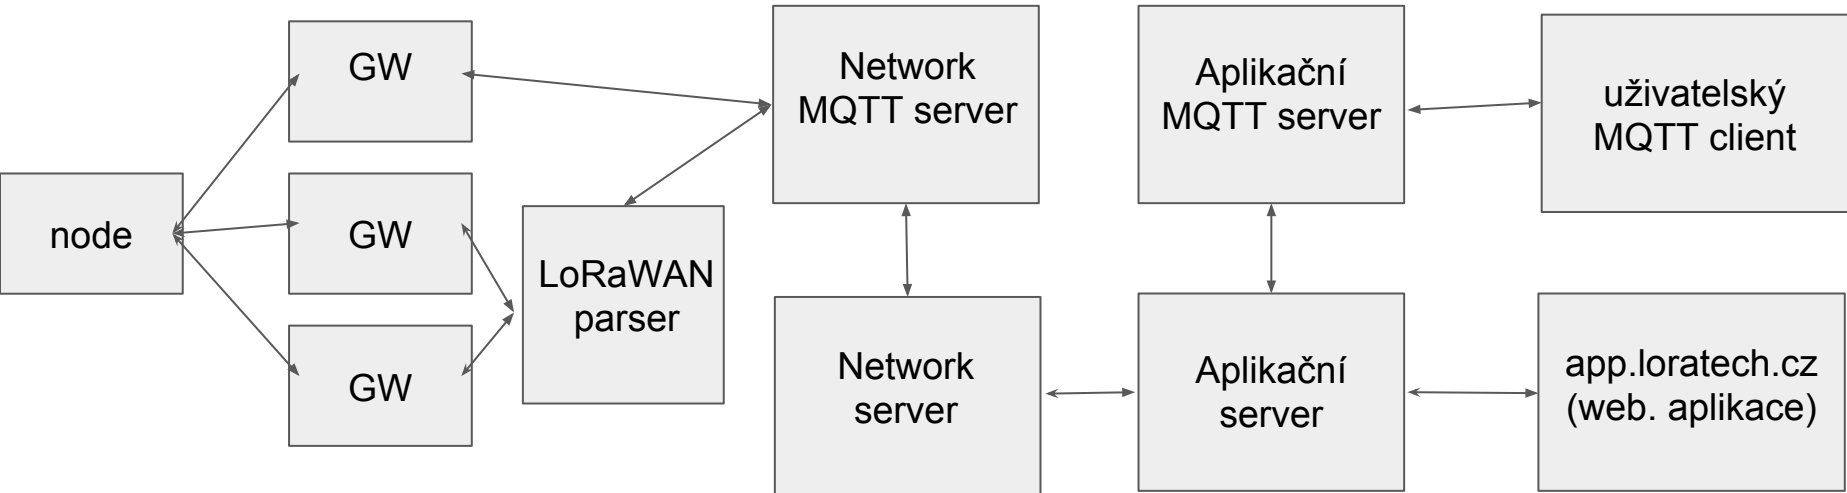 GW
Network
MQTT server
Aplikační
MQTT server
uživatelský
MQTT client
node
GW
LoRaWAN
parser
GW
Network
server
Aplikační
server
app.loratech.cz
(web. aplikace)